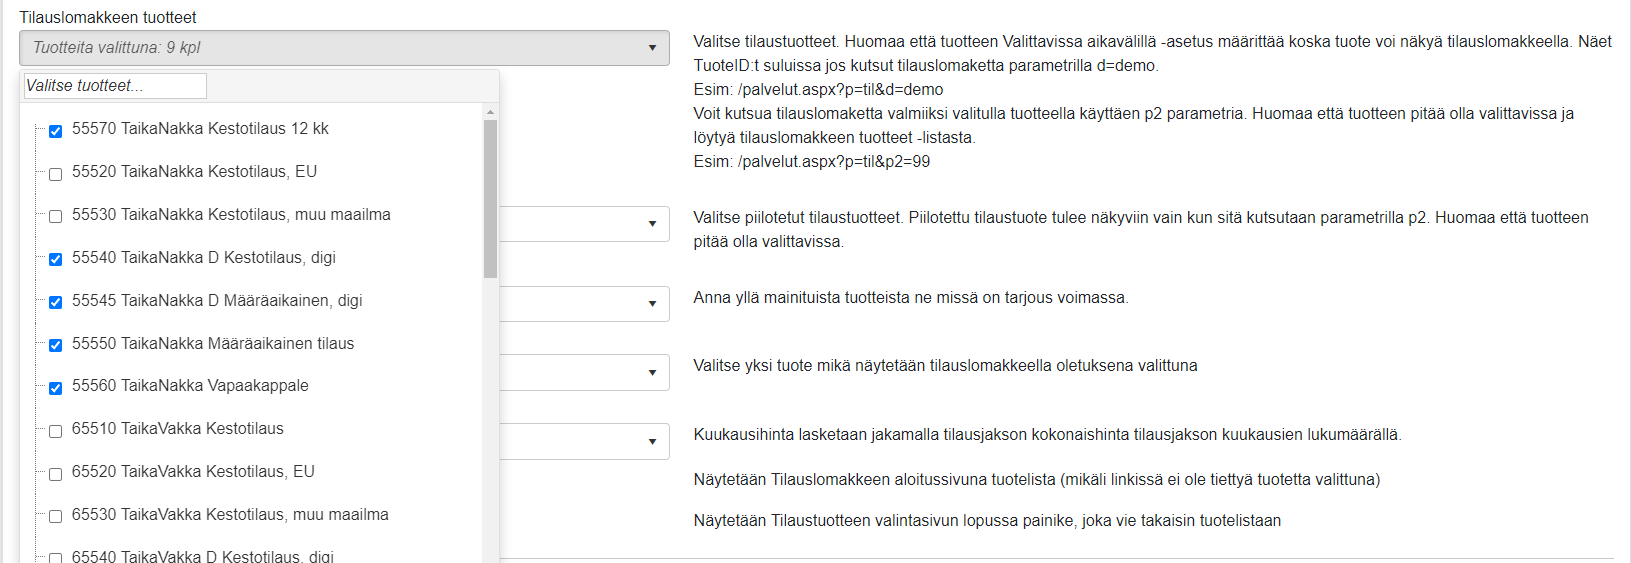 Tilauslomakkeen tuotteet
Tuotteita valittuna: 9 kpl
Valitse tuotteet...
55570 TaikaNakka Kestotilaus 12 kk
55520 TaikaNakka Kestotilaus, EU
55530 TaikaNakka Kestotilaus, muu maailma
55540 TaikaNakka D Kestotilaus, digi
55545 TaikaNakka D Määräaikainen, digi
55550 TaikaNakka Määräaikainen tilaus
55560 TaikaNakka Vapaakappale
65510 TaikaVakka Kestotilaus
65520 TaikaVakka Kestotilaus, EU
65530 TaikaVakka Kestotilaus, muu maailma
65540 TaikaVakka D Kestotilaus, digi
Valitse tilaustuotteet. Huomaa että tuotteen Valittavissa aikavälillä -asetus määrittää koska tuote voi näkyä tilauslomakkeella. Näet
TuoteID:t suluissa jos kutsut tilauslomaketta parametrilla d=demo.
Esim: /palvelut.aspx?p=til&d=demo
Voit kutsua tilauslomaketta valmiiksi valitulla tuotteella käyttäen p2 parametria. Huomaa että tuotteen pitää olla valittavissa ja
löytyä tilauslomakkeen tuotteet -listasta.
Esim: /palvelut.aspx?p=til&p2=99
Valitse piilotetut tilaustuotteet. Piilotettu tilaustuote tulee näkyviin vain kun sitä kutsutaan parametrilla p2. Huomaa että tuotteen
pitää olla valittavissa.
Anna yllä mainituista tuotteista ne missä on tarjous voimassa.
Valitse yksi tuote mikä näytetään tilauslomakkeella oletuksena valittuna
Kuukausihinta lasketaan jakamalla tilausjakson kokonaishinta tilausjakson kuukausien lukumäärällä.
Näytetään Tilauslomakkeen aloitussivuna tuotelista (mikäli linkissä ei ole tiettyä tuotetta valittuna)
Näytetään Tilaustuotteen valintasivun lopussa painike, joka vie takaisin tuotelistaan